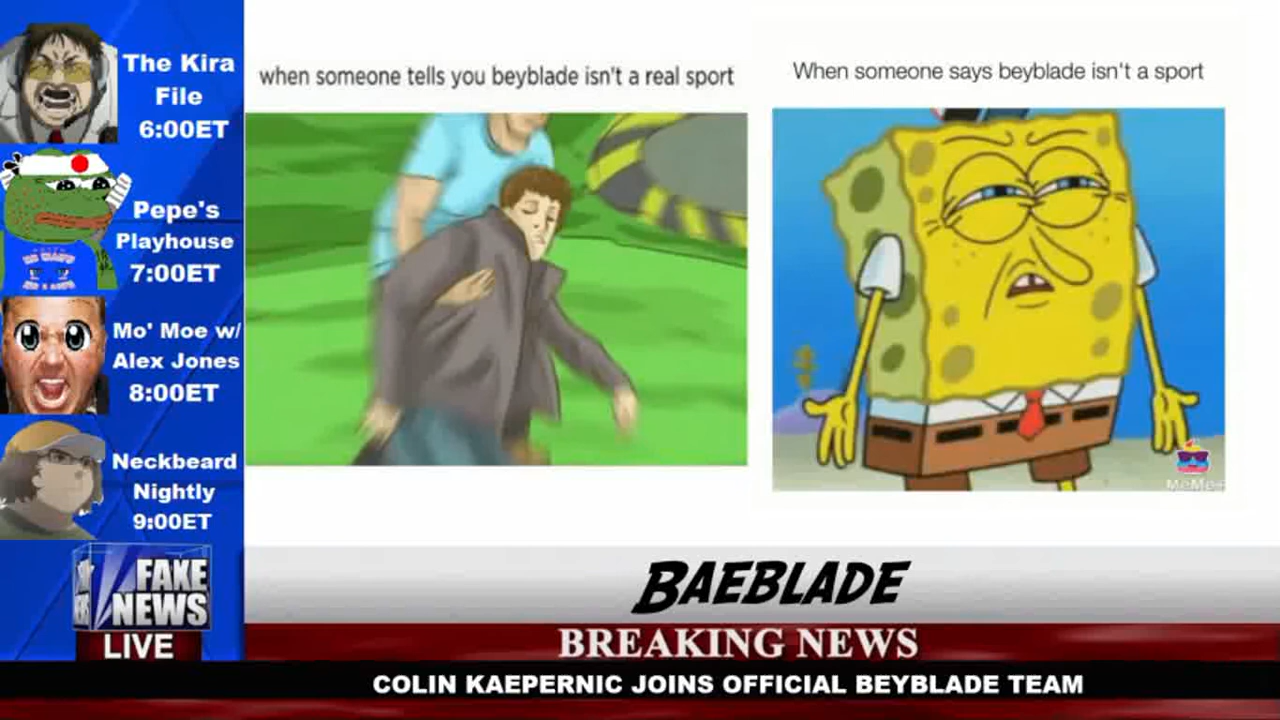 The Kira
File
6:00ET
Pepe's
Playhouse
7:00ET
Mo' Moe w/
Alex Jones
8:00ET
Neckbeard
Nightly
9:00ET
FAKE
NEWS
LIVE
when someone tells you beyblade isn't a real sport
When someone says beyblade isn't a sport
MeMes
BAEBLADE
BREAKING NEWS
COLIN KAEPERNIC JOINS OFFICIAL BEYBLADE TEAM